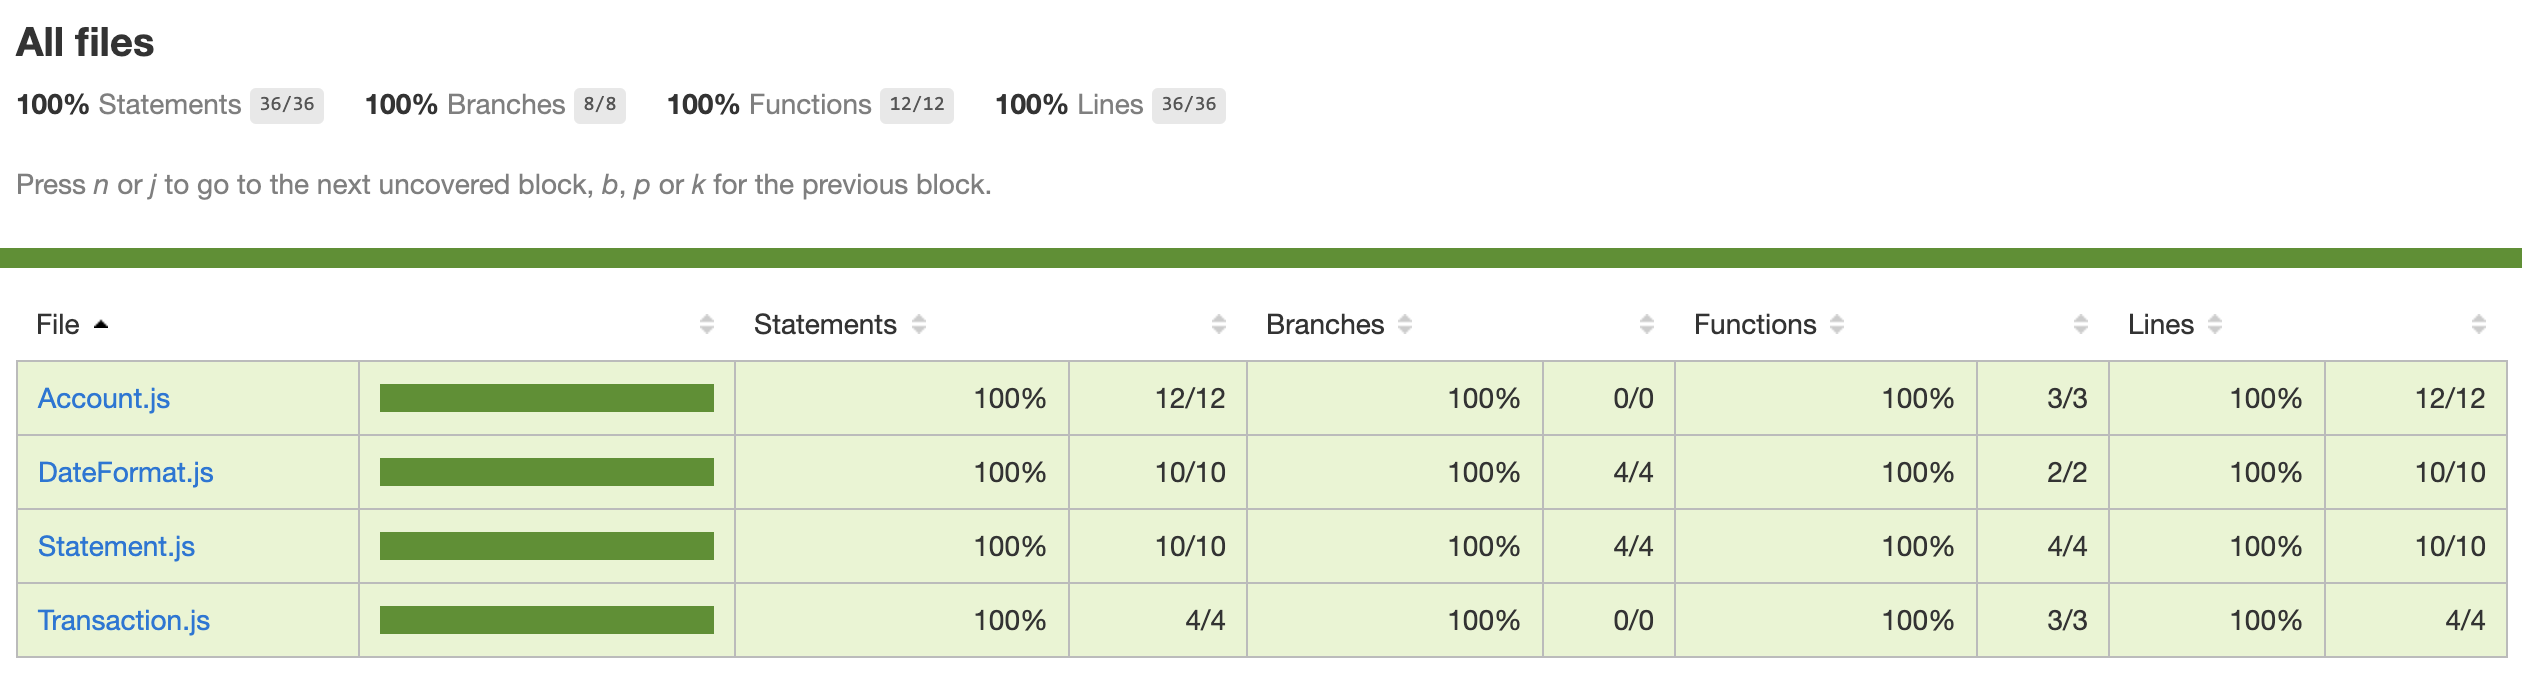 All files
100% Statements 36/36 100% Branches 8/8 100% Functions 12/12 100% Lines 36/36
Press n or j to go to the next uncovered block, b, p or k for the previous block.
File Statements Branches Functions Lines
Account.js 100% 12/12 100% 0/0 100% 3/3 100% 12/12
DateFormat.js 100% 10/10 100% 4/4 100% 2/2 100% 10/10
Statement.js 100% 10/10 100% 4/4 100% 4/4 100% 10/10
Transaction.js 100% 4/4 100% 0/0 100% 3/3 100% 4/4